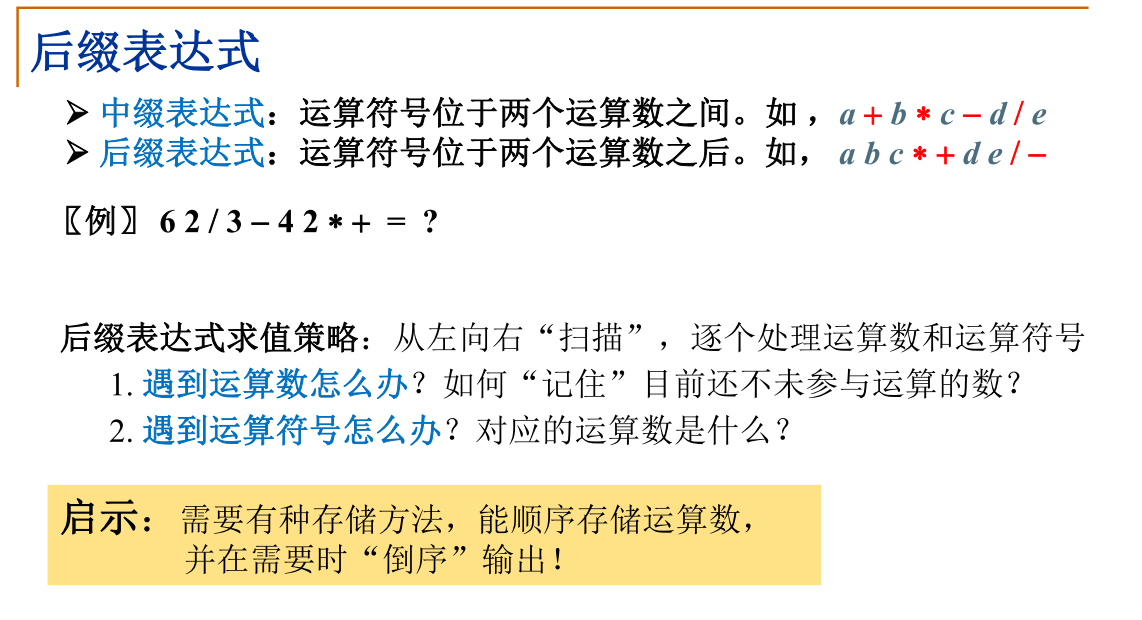 后缀表达式
➢ 中缀表达式：运算符号位于两个运算数之间。如 ，a + b * c − d / e
➢ 后缀表达式：运算符号位于两个运算数之后。如， a b c * + d e / −
〖例〗 6 2 / 3 − 4 2 * + = ?
后缀表达式求值策略：从左向右“扫描”，逐个处理运算数和运算符号
1. 遇到运算数怎么办？如何“记住”目前还不未参与运算的数？
2. 遇到运算符号怎么办？对应的运算数是什么？
启示：需要有种存储方法，能顺序存储运算数，
并在需要时“倒序”输出！